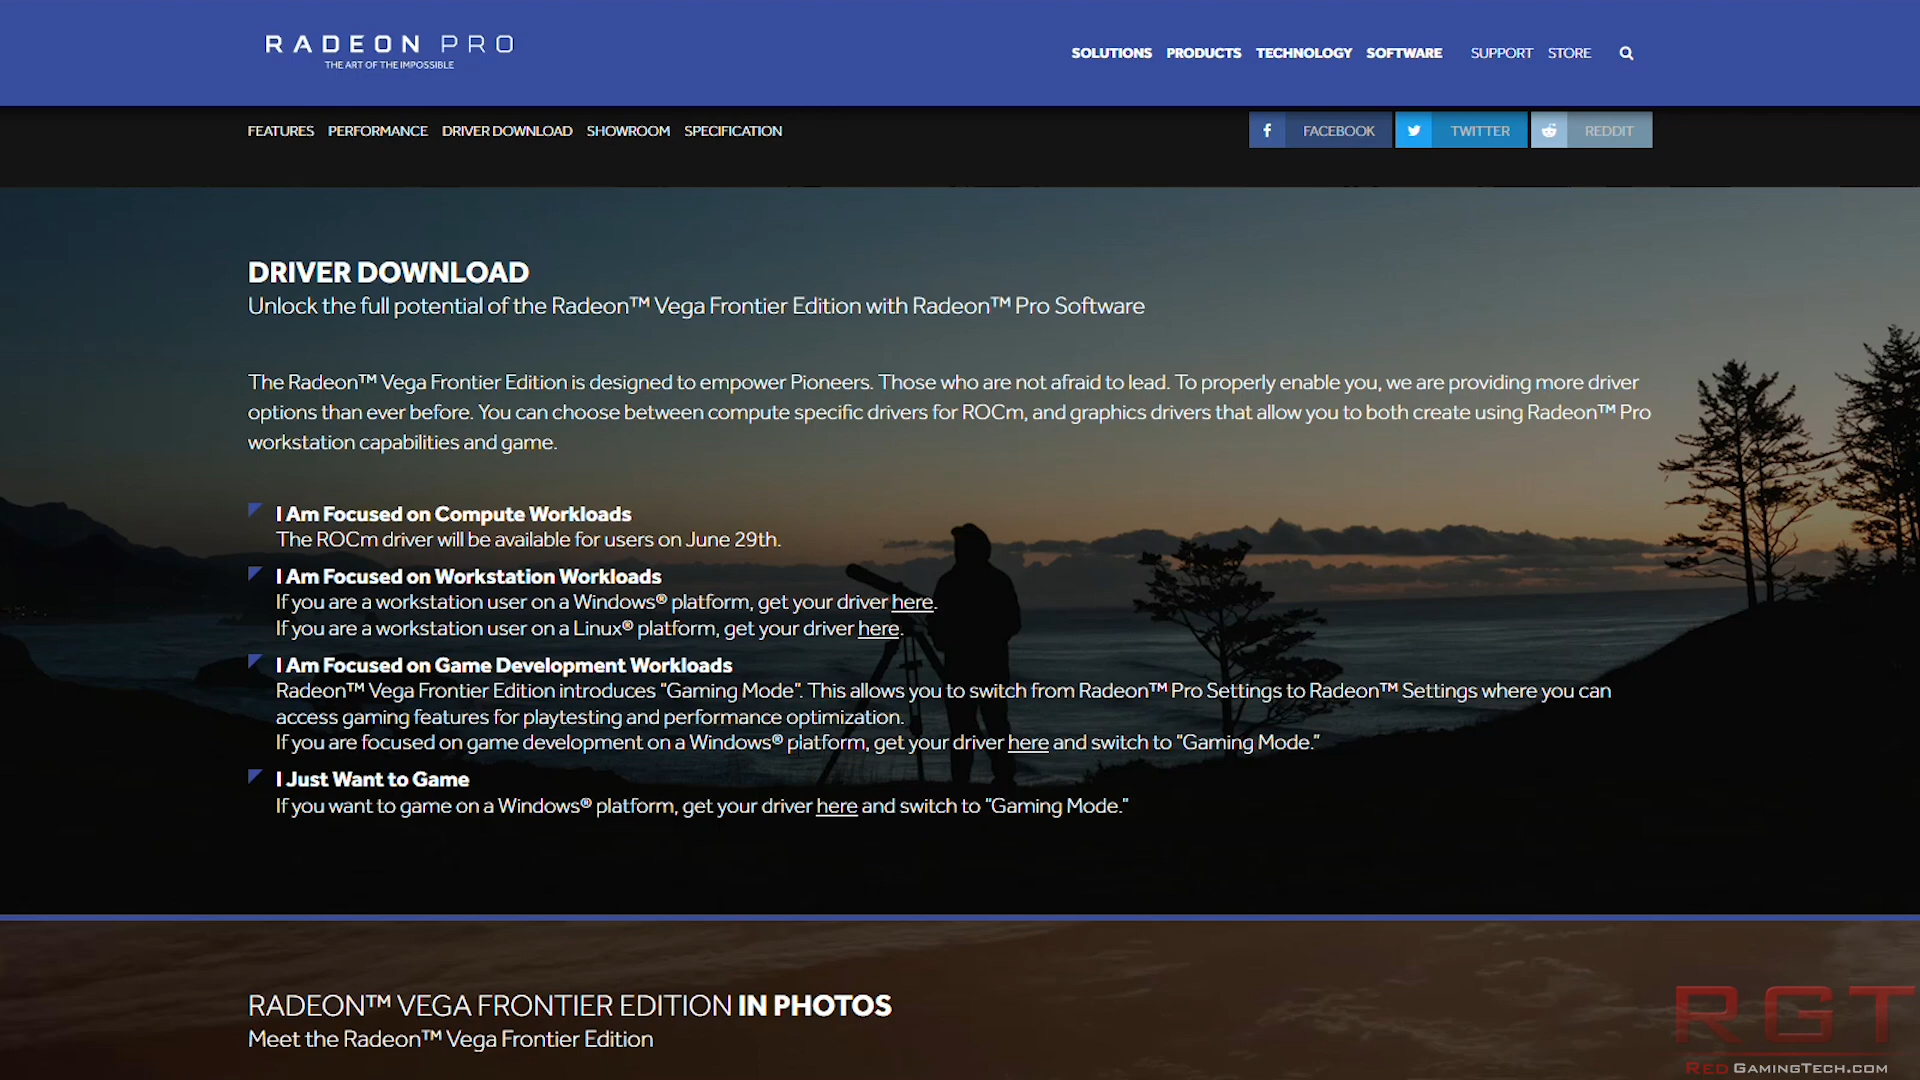 RADEON PRO
THE ART OF THE IMPOSSIBLE
SOLUTIONS PRODUCTS TECHNOLOGY SOFTWARE SUPPORT STORE
FEATURES PERFORMANCE DRIVER DOWNLOAD SHOWROOM SPECIFICATION
FACEBOOK TWITTER REDDIT
DRIVER DOWNLOAD
Unlock the full potential of the Radeon™ Vega Frontier Edition with Radeon™ Pro Software
The Radeon™ Vega Frontier Edition is designed to empower Pioneers. Those who are not afraid to lead. To properly enable you, we are providing more driver
options than ever before. You can choose between compute specific drivers for ROCm, and graphics drivers that allow you to both create using Radeon™ Pro
workstation capabilities and game.
I Am Focused on Compute Workloads
The ROCm driver will be available for users on June 29th.
I Am Focused on Workstation Workloads
If you are a workstation user on a Windows® platform, get your driver here.
If you are a workstation user on a Linux® platform, get your driver here.
I Am Focused on Game Development Workloads
Radeon™ Vega Frontier Edition introduces “Gaming Mode”. This allows you to switch from Radeon™ Pro Settings to Radeon™ Settings where you can
access gaming features for playtesting and performance optimization.
If you are focused on game development on a Windows® platform, get your driver here and switch to “Gaming Mode.”
I Just Want to Game
If you want to game on a Windows® platform, get your driver here and switch to “Gaming Mode.”
RADEON™ VEGA FRONTIER EDITION IN PHOTOS
Meet the Radeon™ Vega Frontier Edition
RGT
REDGAMINGTECH.COM